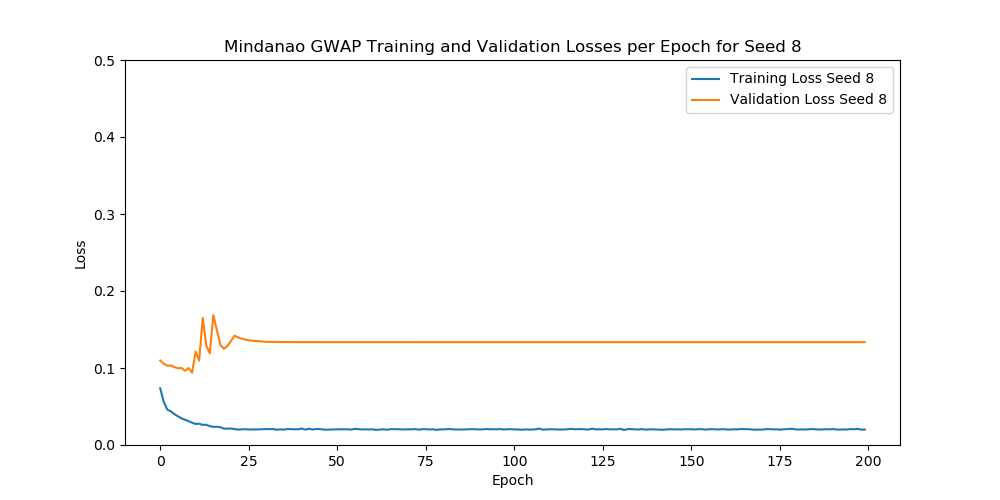 Mindanao GWAP Training and Validation Losses per Epoch for Seed 8
0.5
0.4
0.3
0.2
0.1
0.0
Loss
Training Loss Seed 8
Validation Loss Seed 8
0 25 50 75 100 125 150 175 200
Epoch